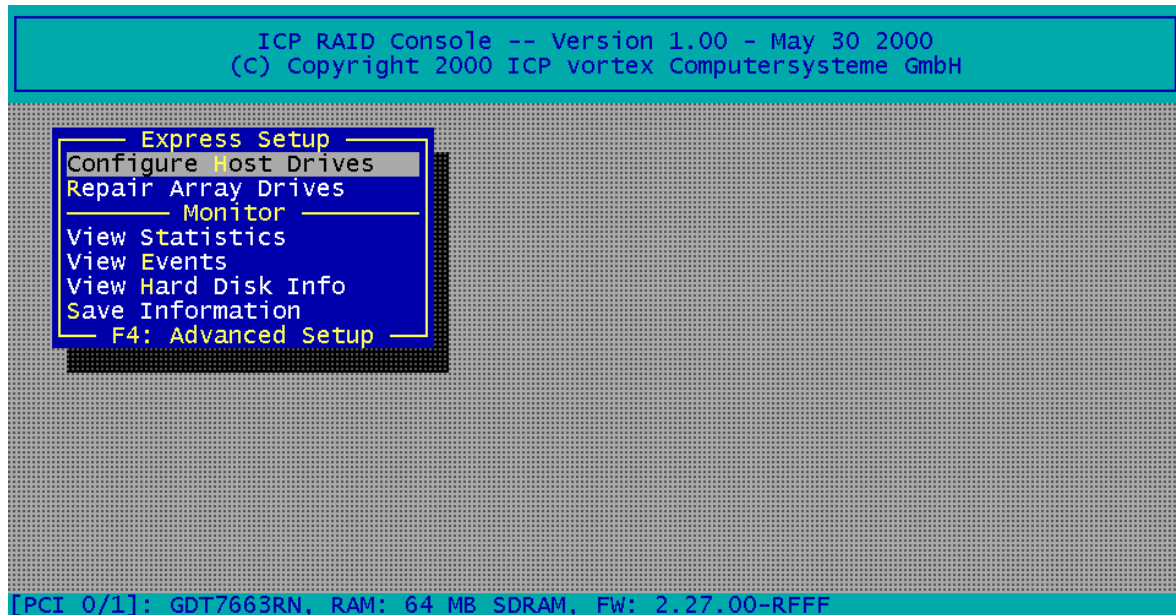 ICP RAID Console -- Version 1.00 - May 30 2000
(C) Copyright 2000 ICP vortex Computersysteme GmbH
Express Setup
Configure Host Drives
Repair Array Drives
Monitor
View Statistics
View Events
View Hard Disk Info
Save Information
F4: Advanced Setup
[PCI 0/1]: GDT7663RN, RAM: 64 MB SDRAM, FW: 2.27.00-RFFF